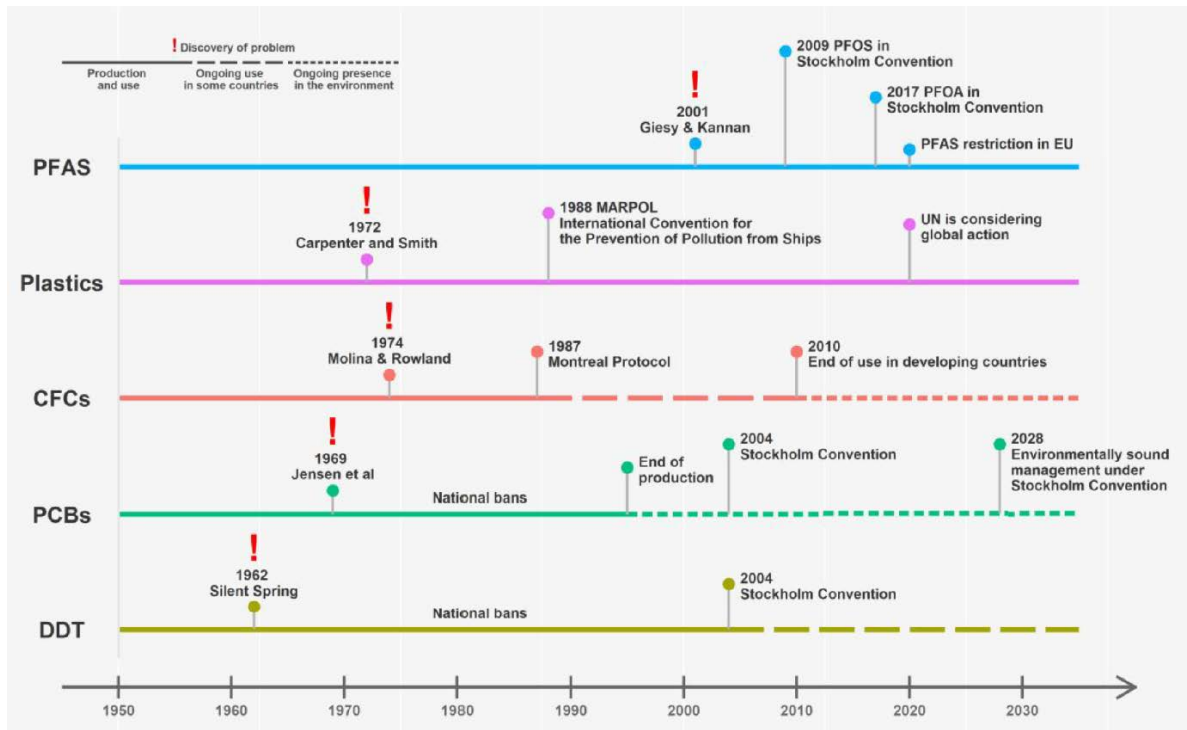 ! Discovery of problem
Production
and use
Ongoing use
in some countries
Ongoing presence
in the environment
PFAS
!
2001
Giesy & Kannan
2009 PFOS in
Stockholm Convention
2017 PFOA in
Stockholm Convention
PFAS restriction in EU
Plastics
!
1972
Carpenter and Smith
1988 MARPOL
International Convention for
the Prevention of Pollution from Ships
UN is considering
global action
CFCs
!
1974
Molina & Rowland
1987
Montreal Protocol
2010
End of use in developing countries
PCBs
!
1969
Jensen et al
National bans
End of
production
2004
Stockholm Convention
2028
Environmentally sound
management under
Stockholm Convention
DDT
!
1962
Silent Spring
National bans
2004
Stockholm Convention
1950 1960 1970 1980 1990 2000 2010 2020 2030